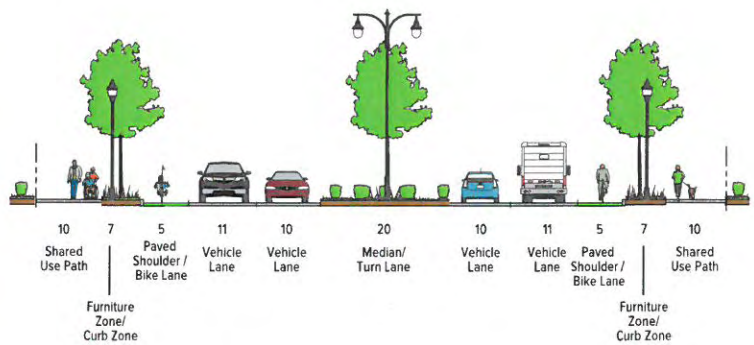 10 7 5 11 10 20 10 11 5 7 10
Shared Paved Vehicle Vehicle Median/ Vehicle Vehicle Paved Shared
Use Path Shoulder / Lane Lane Turn Lane Lane Lane Shoulder / Use Path
Bike Lane Bike Lane
Furniture Furniture
Zone/ Zone/
Curb Zone Curb Zone